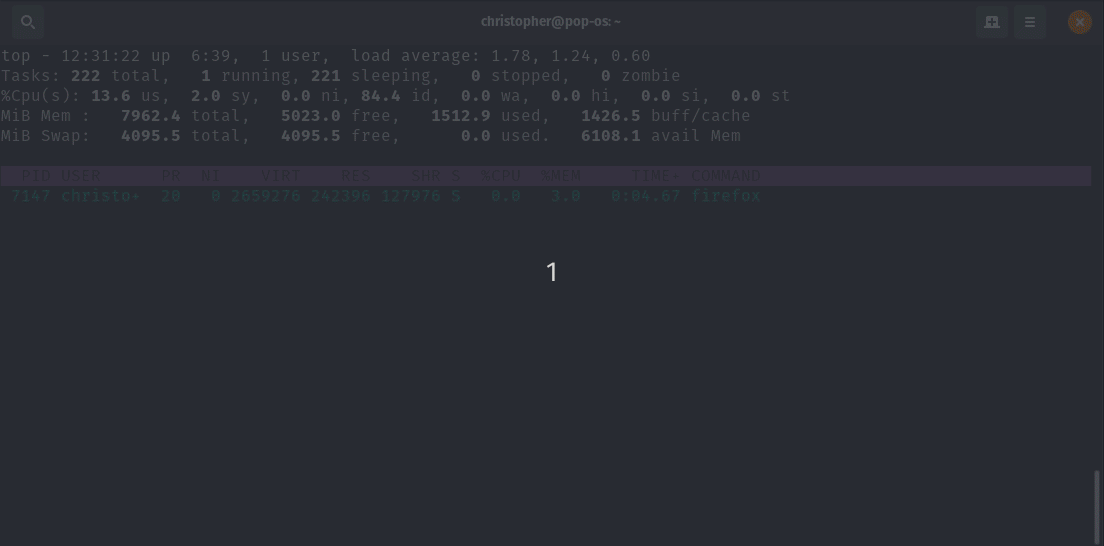 christopher@pop-os: ~
top - 12:31:22 up  6:39,  1 user,  load average: 1.78, 1.24, 0.60
Tasks: 222 total,   1 running, 221 sleeping,   0 stopped,   0 zombie
%Cpu(s): 13.6 us,  2.0 sy,  0.0 ni, 84.4 id,  0.0 wa,  0.0 hi,  0.0 si,  0.0 st
MiB Mem :   7962.4 total,   5023.0 free,   1512.9 used,   1426.5 buff/cache
MiB Swap:   4095.5 total,   4095.5 free,      0.0 used.   6108.1 avail Mem
  PID USER      PR  NI    VIRT    RES    SHR S  %CPU  %MEM     TIME+ COMMAND
 7147 christo+  20   0 2659276 242396 127976 S   0.0   3.0   0:04.67 firefox
1